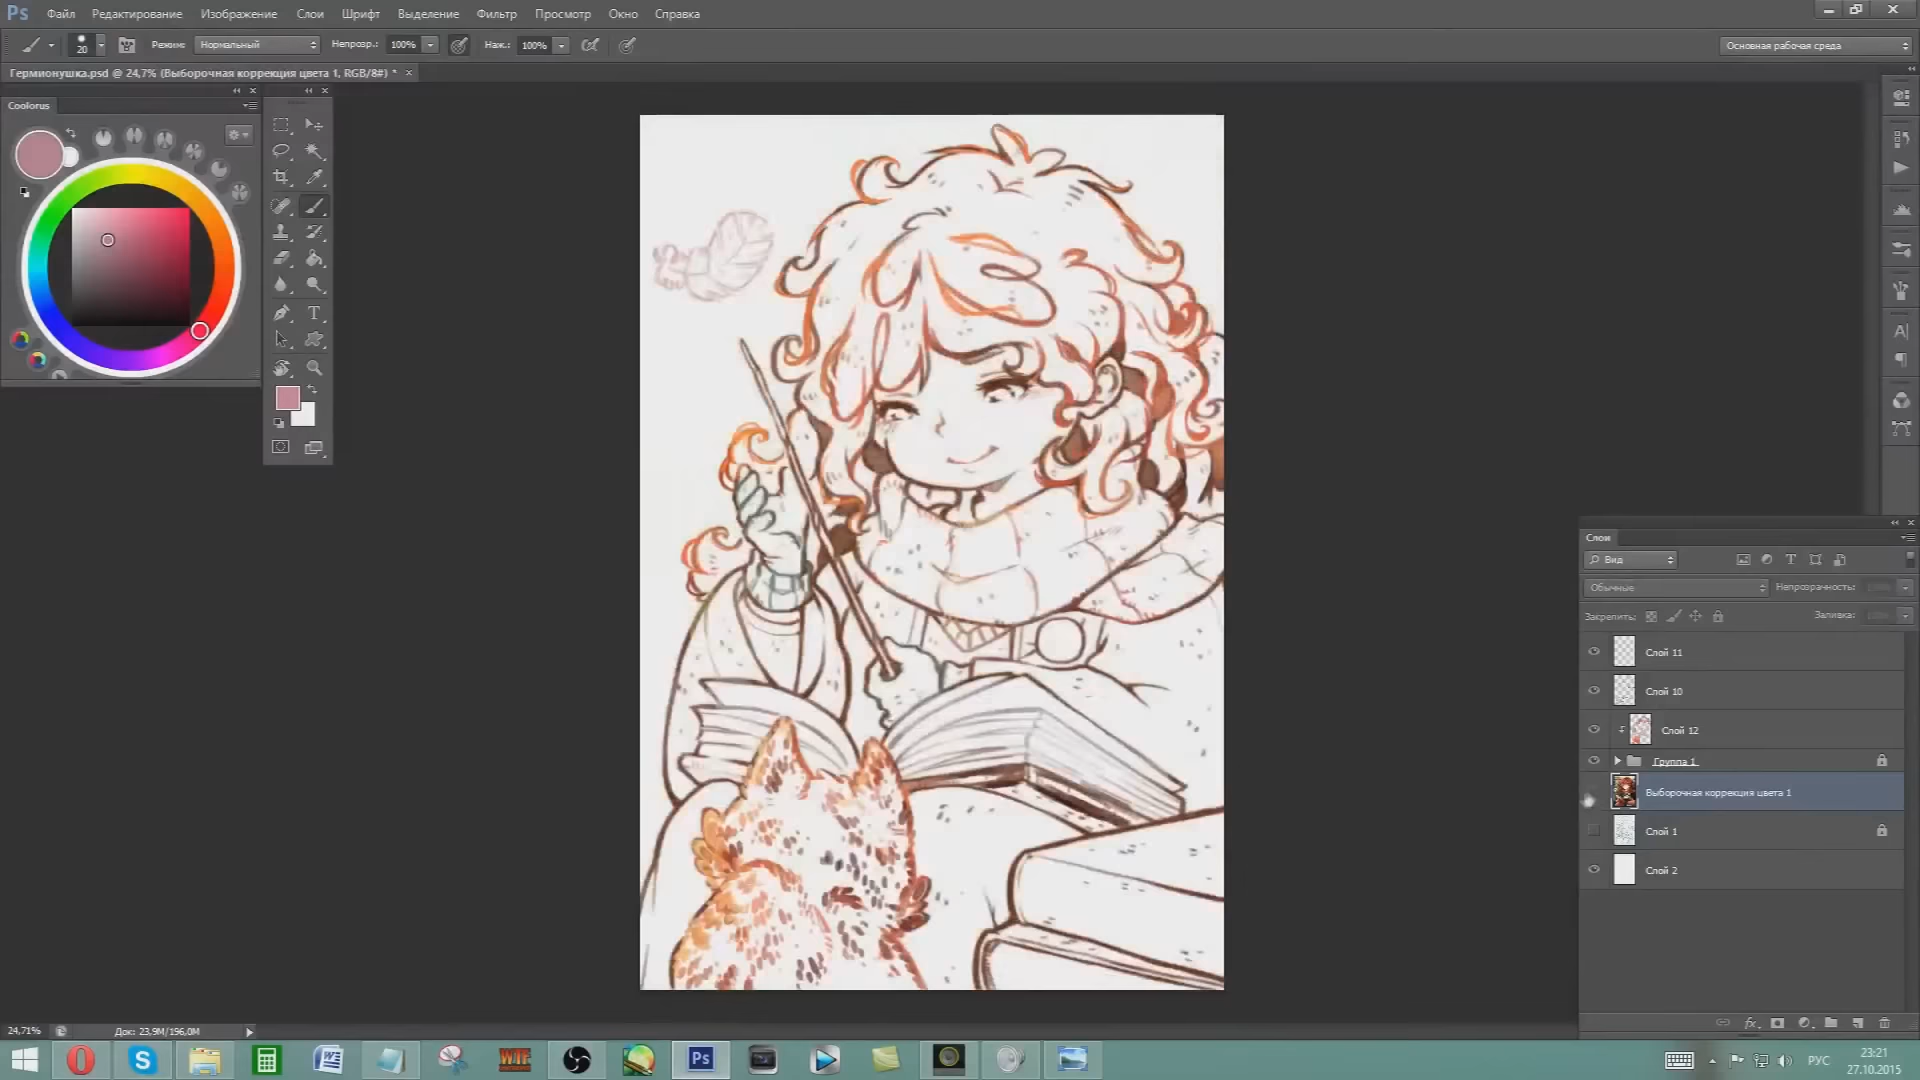 Ps Файл Редактирование Изображение Слои Шрифт Выделение Фильтр Просмотр Окно Справка
20 Режим: Нормальный Непрозр.: 100% Наж.: 100% Основная рабочая среда
Гермионушка.psd @ 24,7% (Выборочная коррекция цвета 1, RGB/8#) *
Coolorus
Слои
Вид
Обычные Непрозрачность:
Закрепить: Заливка:
Слой 11
Слой 10
Слой 12
Группа 1
Выборочная коррекция цвета 1
Слой 1
Слой 2
24,71% Док: 23,9M/196,0M
WTF Ps РУС 23:21
27.10.2015